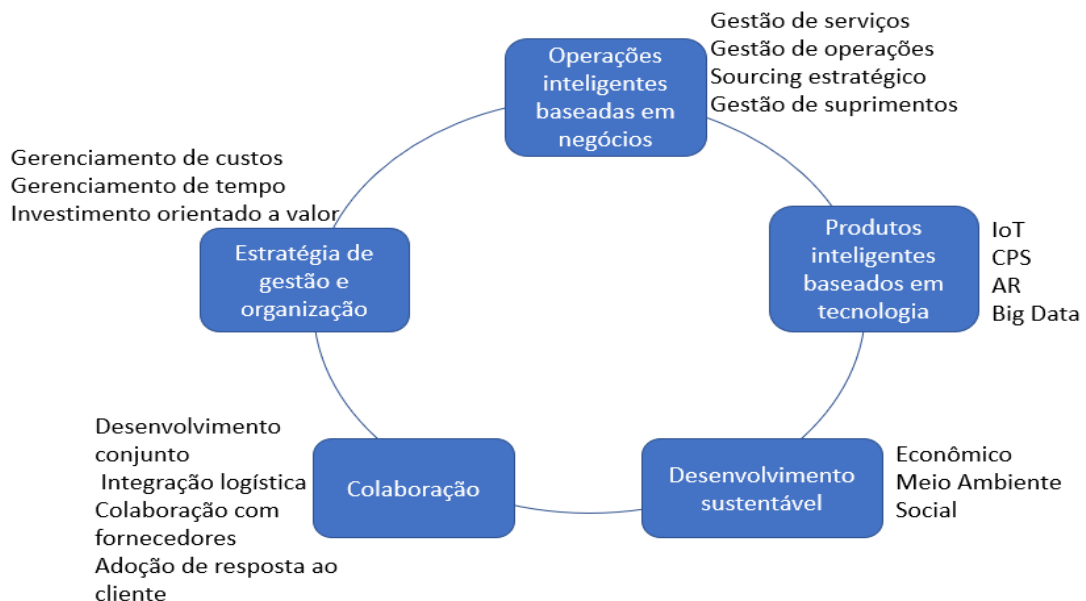 Gestão de serviços
Gestão de operações
Sourcing estratégico
Gestão de suprimentos
Operações
inteligentes
baseadas em
negócios
Gerenciamento de custos
Gerenciamento de tempo
Investimento orientado a valor
Estratégia de
gestão e
organização
Produtos
inteligentes
baseados em
tecnologia
IoT
CPS
AR
Big Data
Desenvolvimento
conjunto
Integração logística
Colaboração com
fornecedores
Adoção de resposta ao
cliente
Colaboração
Desenvolvimento
sustentável
Econômico
Meio Ambiente
Social